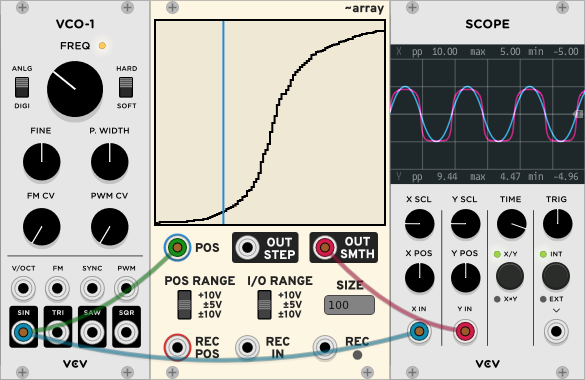 VCO-1
FREQ
ANLG
DIGI
HARD
SOFT
FINE
P. WIDTH
FM CV
PWM CV
V/OCT
FM
SYNC
PWM
SIN
TRI
SAW
SQR
VCV
~array
POS
OUT
STEP
OUT
SMTH
POS RANGE
+10V
±5V
±10V
I/O RANGE
+10V
±5V
±10V
SIZE
100
REC
POS
REC
IN
REC
SCOPE
X pp 10.00 max 5.00 min -5.00
Y pp 9.44 max 4.47 min -4.96
X SCL
Y SCL
TIME
TRIG
X POS
Y POS
X/Y
X×Y
INT
EXT
X IN
Y IN
VCV